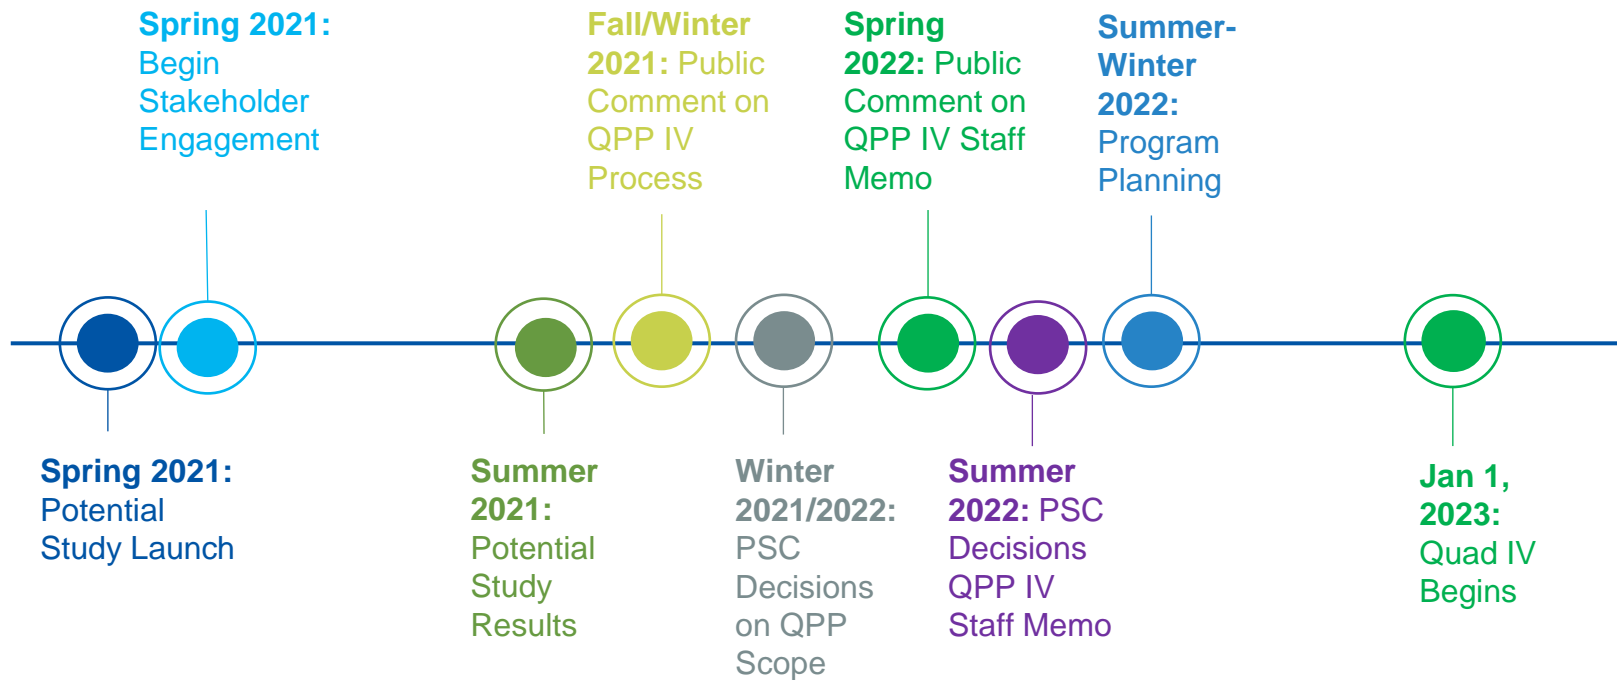 Spring 2021:
Begin
Stakeholder
Engagement
Fall/Winter
2021: Public
Comment on
QPP IV
Process
Spring
2022: Public
Comment on
QPP IV Staff
Memo
Summer-
Winter
2022:
Program
Planning
Spring 2021:
Potential
Study Launch
Summer
2021:
Potential
Study
Results
Winter
2021/2022:
PSC
Decisions
on QPP
Scope
Summer
2022: PSC
Decisions
QPP IV
Staff Memo
Jan 1,
2023:
Quad IV
Begins